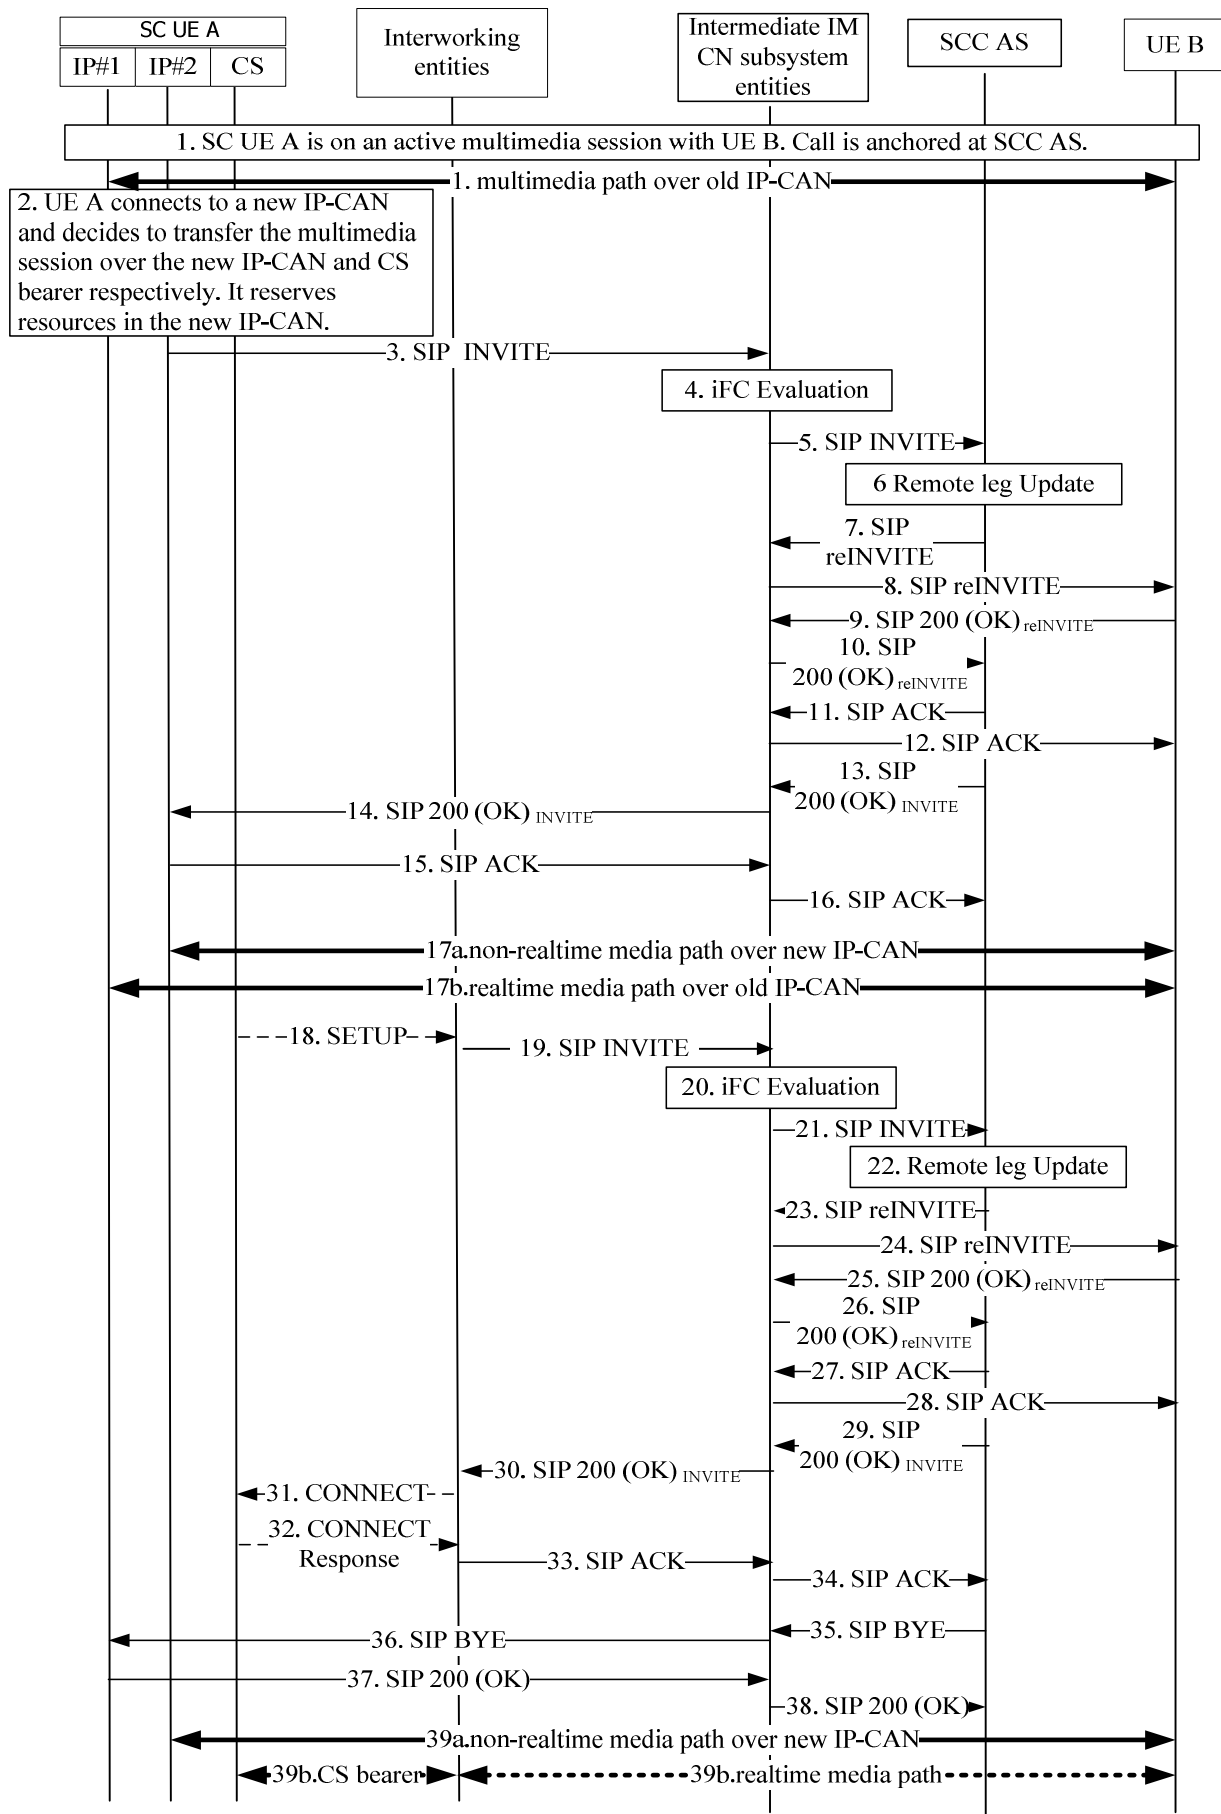 SC UE A
IP#1
IP#2
CS
Interworking
entities
Intermediate IM
CN subsystem
entities
SCC AS
UE B
1. SC UE A is on an active multimedia session with UE B. Call is anchored at SCC AS.
1. multimedia path over old IP-CAN
2. UE A connects to a new IP-CAN
and decides to transfer the multimedia
session over the new IP-CAN and CS
bearer respectively. It reserves
resources in the new IP-CAN.
3. SIP INVITE
4. iFC Evaluation
5. SIP INVITE
6 Remote leg Update
7. SIP
reINVITE
8. SIP reINVITE
9. SIP 200 (OK) reINVITE
10. SIP
200 (OK) reINVITE
11. SIP ACK
12. SIP ACK
13. SIP
200 (OK) INVITE
14. SIP 200 (OK) INVITE
15. SIP ACK
16. SIP ACK
17a.non-realtime media path over new IP-CAN
17b.realtime media path over old IP-CAN
18. SETUP
19. SIP INVITE
20. iFC Evaluation
21. SIP INVITE
22. Remote leg Update
23. SIP reINVITE
24. SIP reINVITE
25. SIP 200 (OK) reINVITE
26. SIP
200 (OK) reINVITE
27. SIP ACK
28. SIP ACK
29. SIP
200 (OK) INVITE
30. SIP 200 (OK) INVITE
31. CONNECT
32. CONNECT
Response
33. SIP ACK
34. SIP ACK
35. SIP BYE
36. SIP BYE
37. SIP 200 (OK)
38. SIP 200 (OK)
39a.non-realtime media path over new IP-CAN
39b.CS bearer
39b.realtime media path